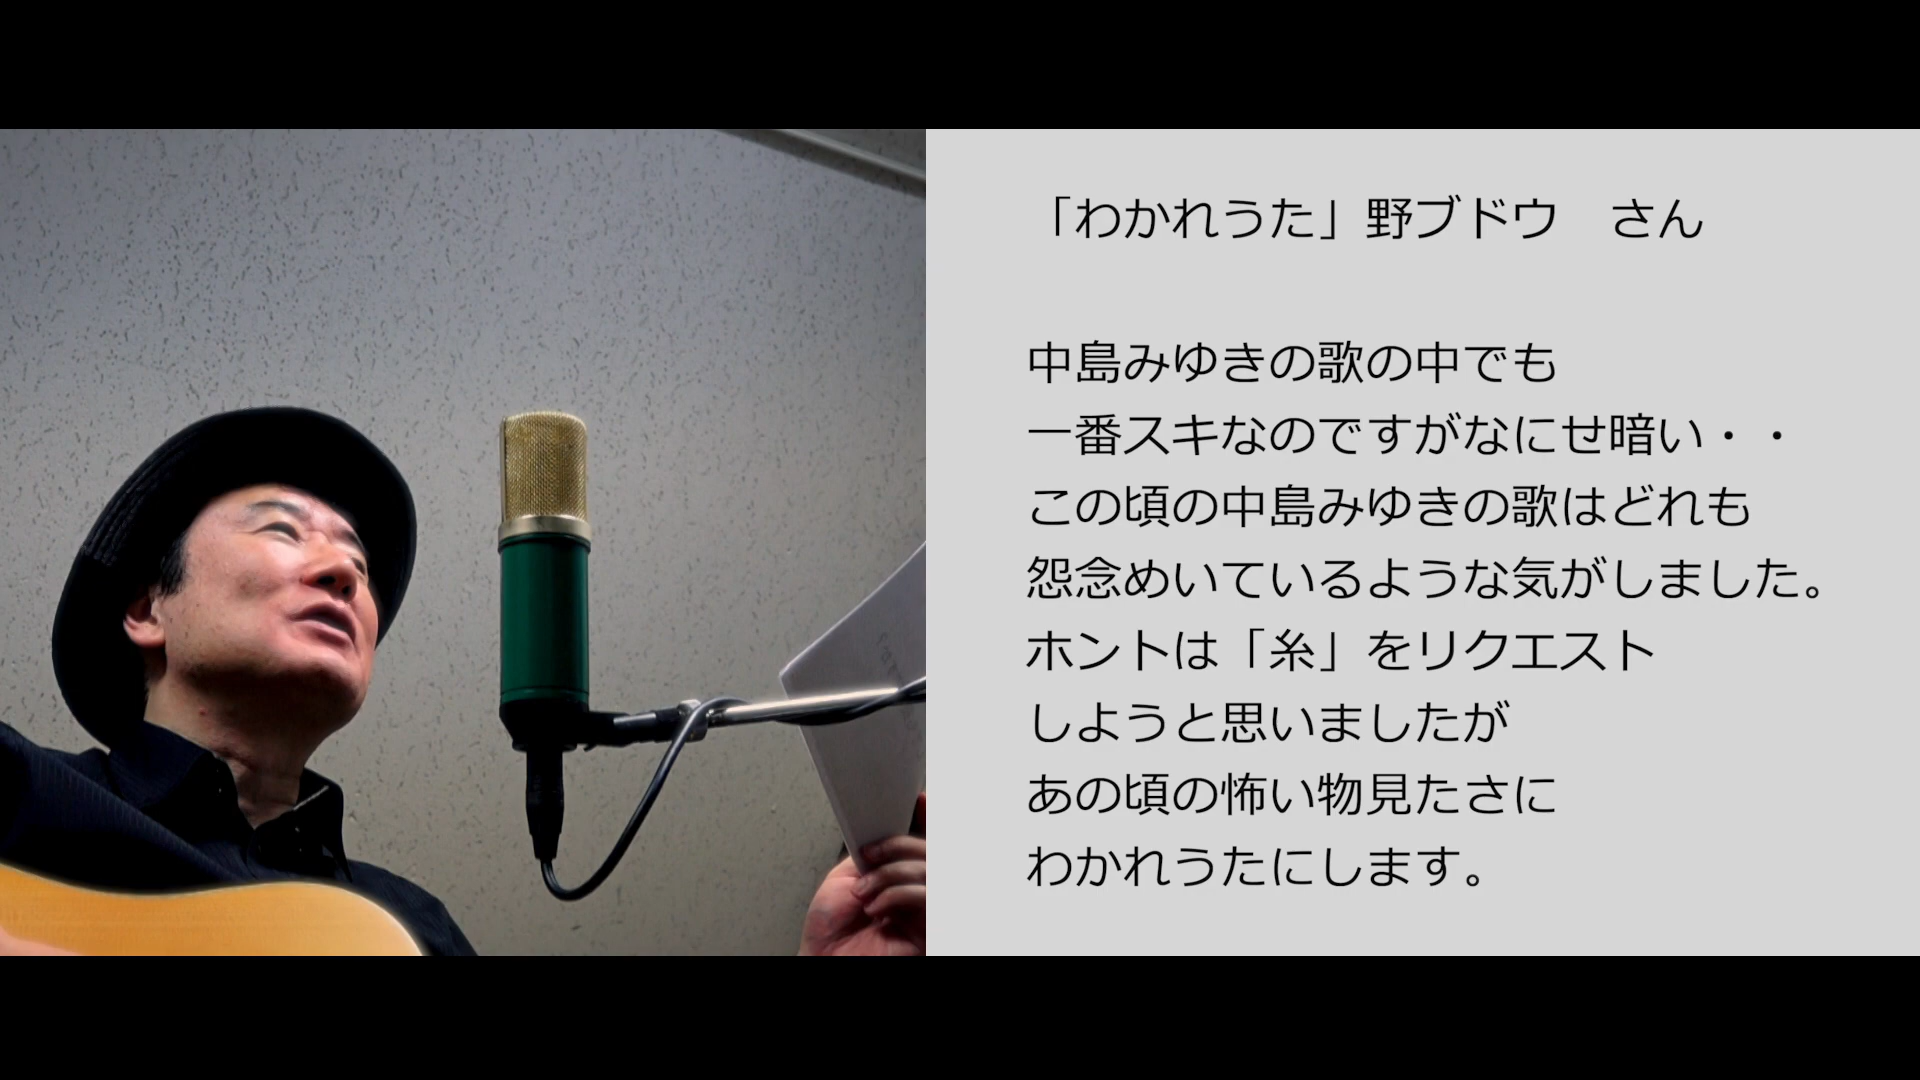 「わかれうた」野ブドウ　さん
中島みゆきの歌の中でも
一番スキなのですがなにせ暗い・・
この頃の中島みゆきの歌はどれも
怨念めいているような気がしました。
ホントは「糸」をリクエスト
しようと思いましたが
あの頃の怖い物見たさに
わかれうたにします。